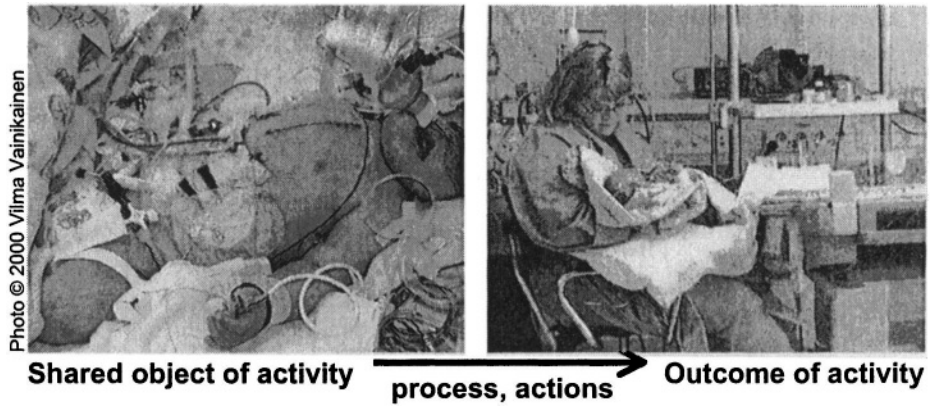 Photo © 2000 Vilma Vainikainen
Shared object of activity
process, actions
Outcome of activity